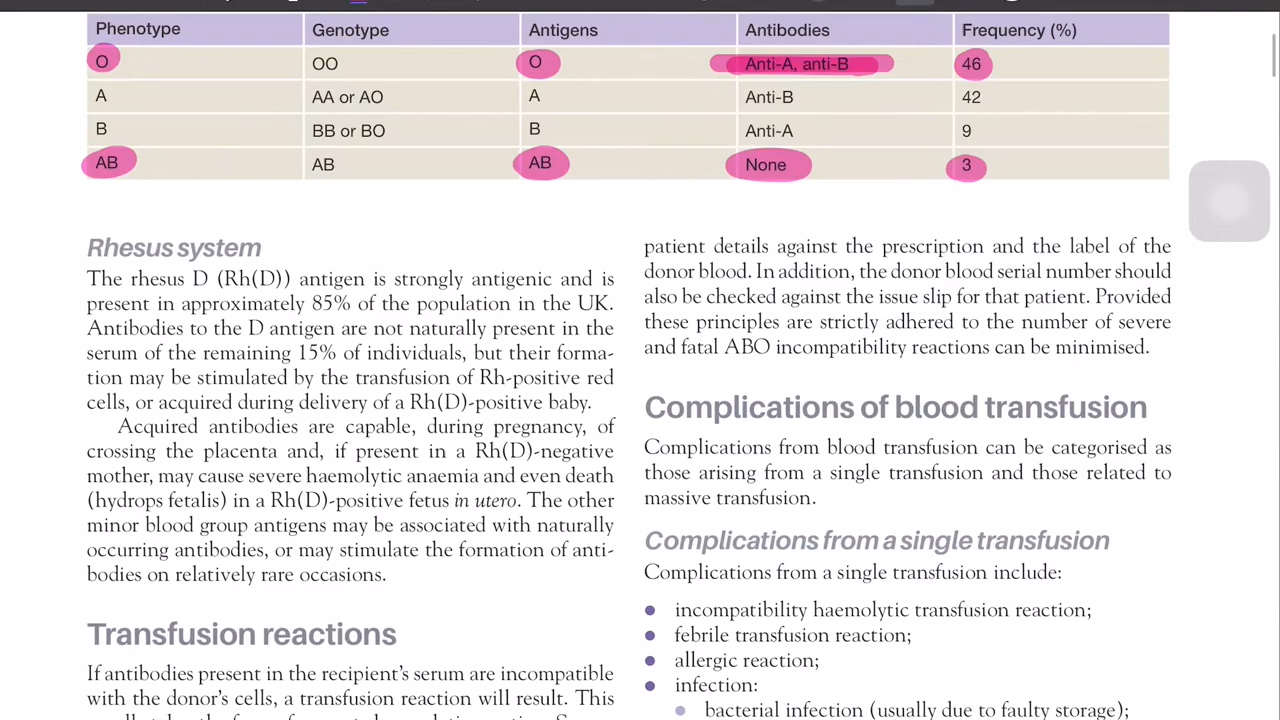 Phenotype Genotype Antigens Antibodies Frequency (%)
O OO O Anti-A, anti-B 46
A AA or AO A Anti-B 42
B BB or BO B Anti-A 9
AB AB AB None 3
Rhesus system
The rhesus D (Rh(D)) antigen is strongly antigenic and is
present in approximately 85% of the population in the UK.
Antibodies to the D antigen are not naturally present in the
serum of the remaining 15% of individuals, but their forma-
tion may be stimulated by the transfusion of Rh-positive red
cells, or acquired during delivery of a Rh(D)-positive baby.
Acquired antibodies are capable, during pregnancy, of
crossing the placenta and, if present in a Rh(D)-negative
mother, may cause severe haemolytic anaemia and even death
(hydrops fetalis) in a Rh(D)-positive fetus in utero. The other
minor blood group antigens may be associated with naturally
occurring antibodies, or may stimulate the formation of anti-
bodies on relatively rare occasions.
Transfusion reactions
If antibodies present in the recipient's serum are incompatible
with the donor's cells, a transfusion reaction will result. This
patient details against the prescription and the label of the
donor blood. In addition, the donor blood serial number should
also be checked against the issue slip for that patient. Provided
these principles are strictly adhered to the number of severe
and fatal ABO incompatibility reactions can be minimised.
Complications of blood transfusion
Complications from blood transfusion can be categorised as
those arising from a single transfusion and those related to
massive transfusion.
Complications from a single transfusion
Complications from a single transfusion include:
● incompatibility haemolytic transfusion reaction;
● febrile transfusion reaction;
● allergic reaction;
● infection:
● bacterial infection (usually due to faulty storage);